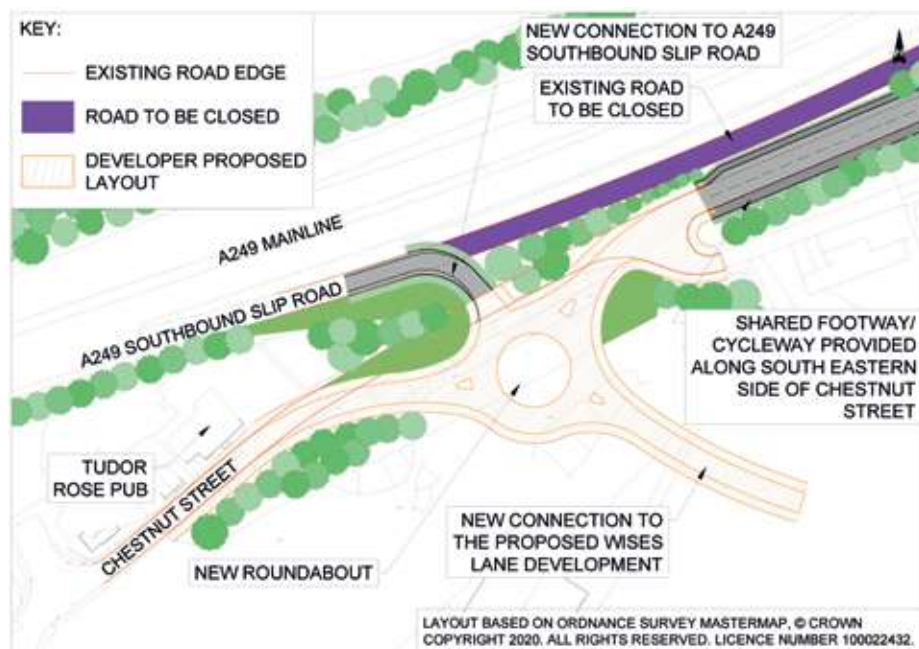 KEY:
EXISTING ROAD EDGE
ROAD TO BE CLOSED
DEVELOPER PROPOSED
LAYOUT
NEW CONNECTION TO A249
SOUTHBOUND SLIP ROAD
EXISTING ROAD
TO BE CLOSED
A249 MAINLINE
A249 SOUTHBOUND SLIP ROAD
SHARED FOOTWAY/
CYCLEWAY PROVIDED
ALONG SOUTH EASTERN
SIDE OF CHESTNUT
STREET
TUDOR
ROSE PUB
CHESTNUT STREET
NEW ROUNDABOUT
NEW CONNECTION TO
THE PROPOSED WISES
LANE DEVELOPMENT
LAYOUT BASED ON ORDNANCE SURVEY MASTERMAP, © CROWN
COPYRIGHT 2020. ALL RIGHTS RESERVED. LICENCE NUMBER 100022432.